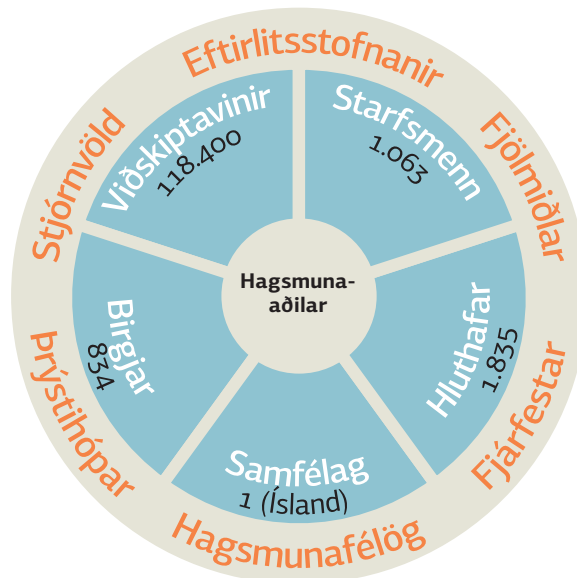 Eftirlitsstofnanir
Fjölmiðlar
Fjárfestar
Hagsmunafélög
Þrýstihópar
Stjórnvöld
Viðskiptavinir
118.400
Starfsmenn
1.063
Hluthafar
1.835
Samfélag
1 (Ísland)
Birgjar
834
Hagsmuna-
aðilar